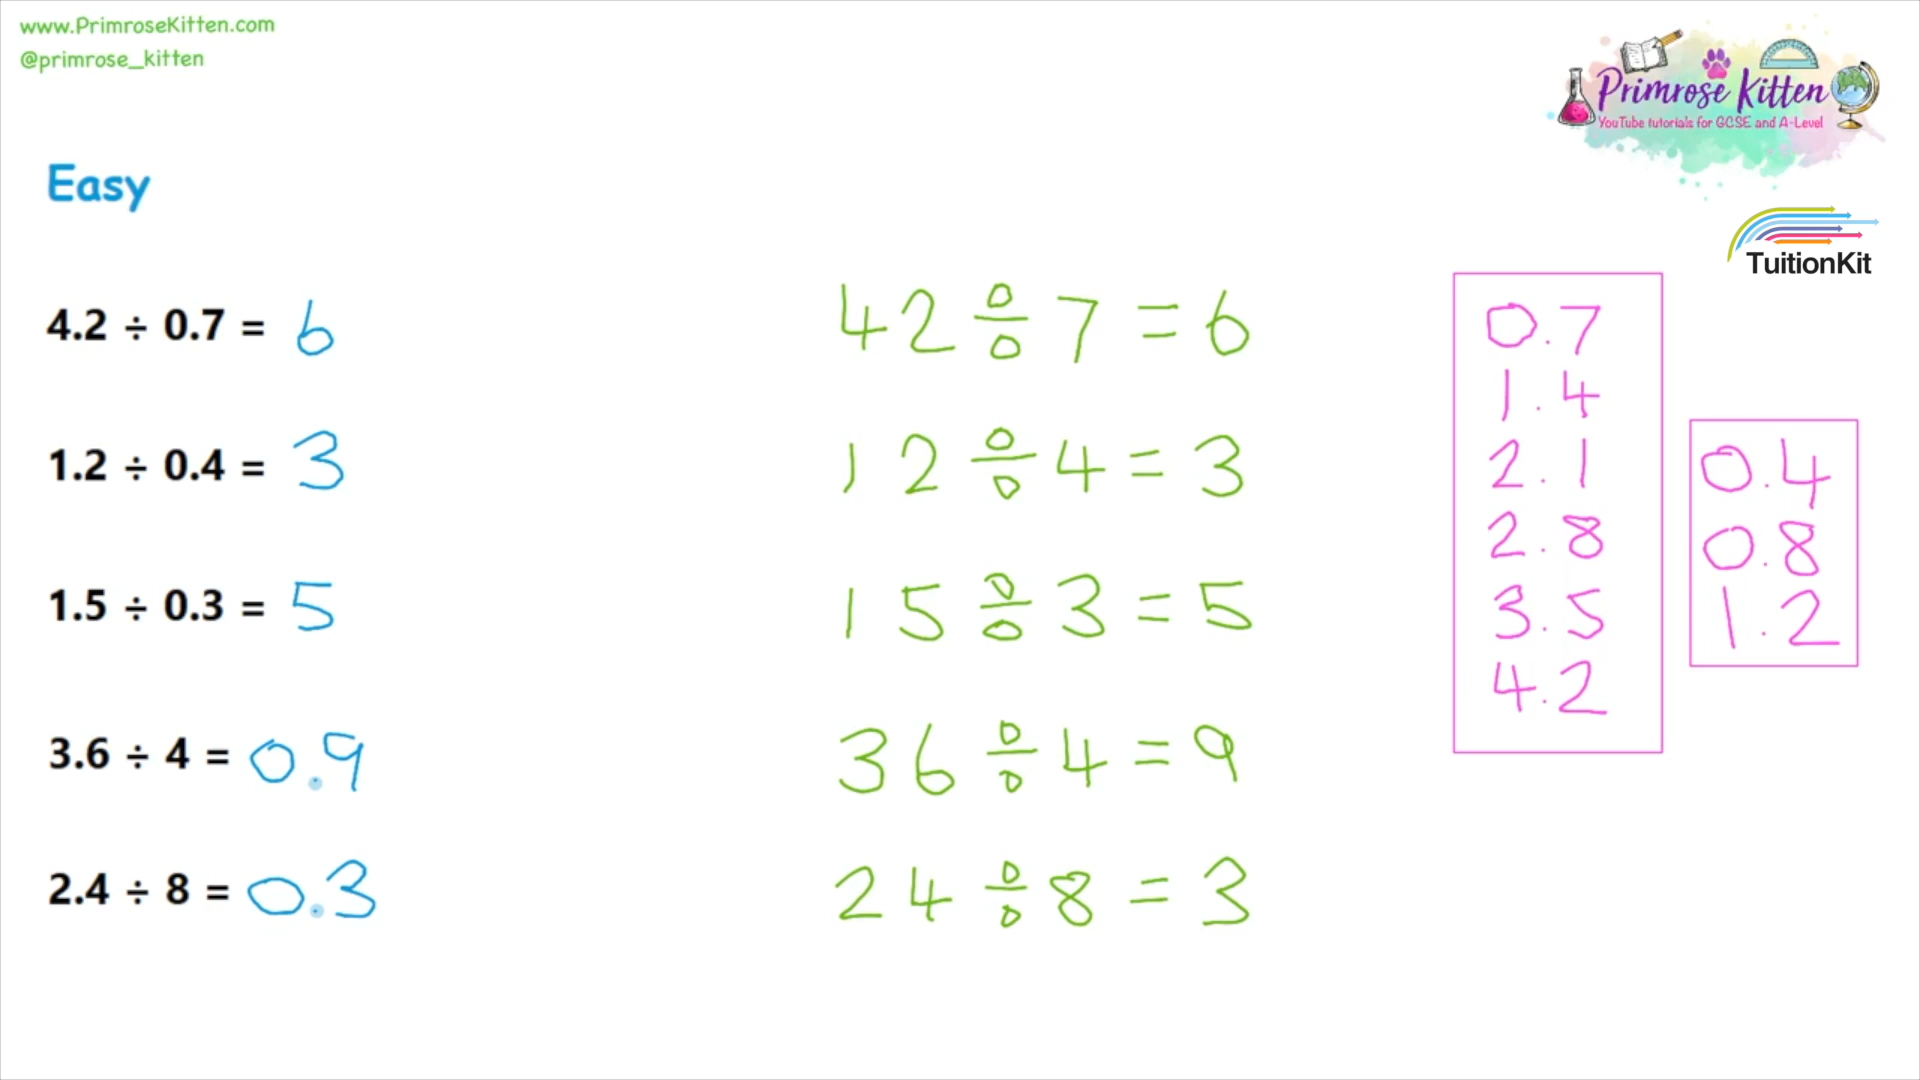 www.PrimroseKitten.com
@primrose_kitten
Primrose Kitten
YouTube tutorials for GCSE and A-Level
TuitionKit
Easy
4.2 ÷ 0.7 = 6
42 ÷ 7 = 6
1.2 ÷ 0.4 = 3
12 ÷ 4 = 3
1.5 ÷ 0.3 = 5
15 ÷ 3 = 5
3.6 ÷ 4 = 0.9
36 ÷ 4 = 9
2.4 ÷ 8 = 0.3
24 ÷ 8 = 3
0.7
1.4
2.1
2.8
3.5
4.2
0.4
0.8
1.2